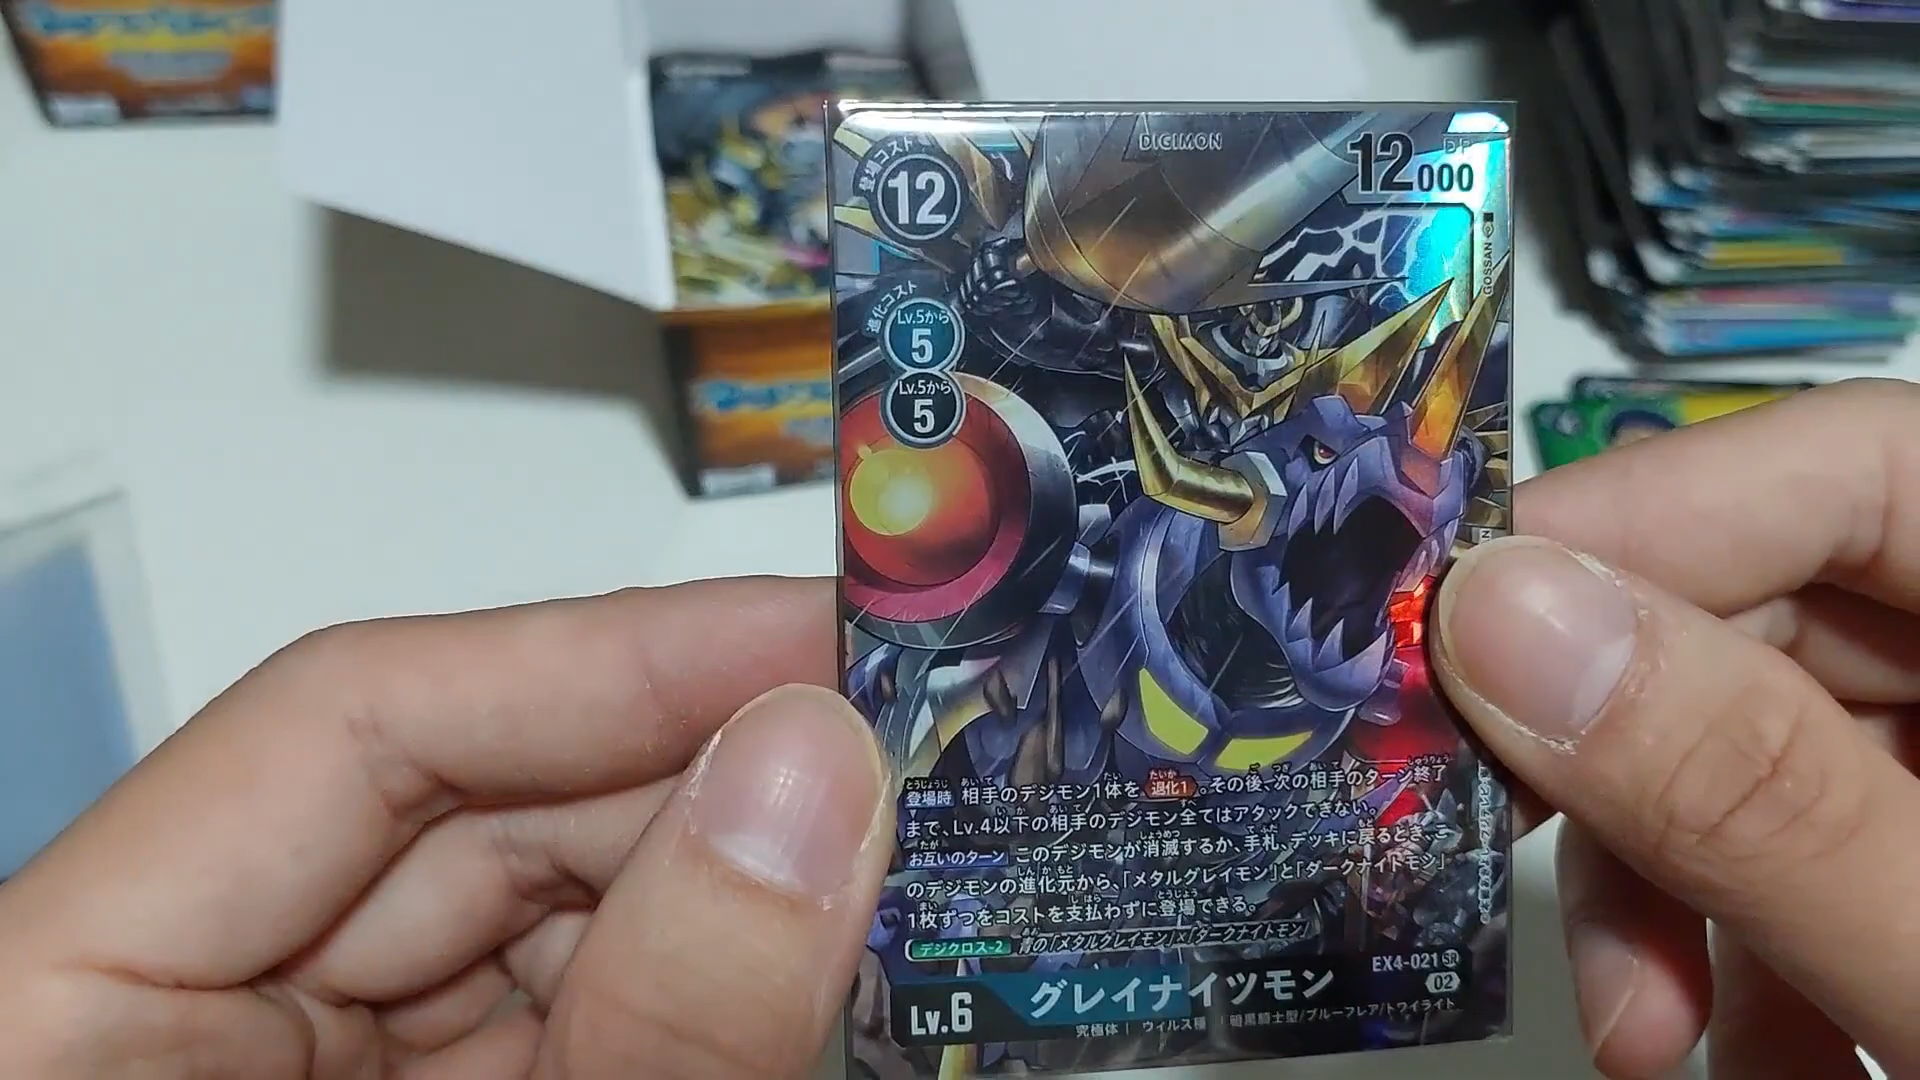 DIGIMON
登場コスト
12
DP
12000
進化コスト
Lv.5から
5
Lv.5から
5
GOSSAN
登場時 相手のデジモン1体を 退化1。その後、次の相手のターン終了
まで、Lv.4以下の相手のデジモン全てはアタックできない。
お互いのターン このデジモンが消滅するか、手札、デッキに戻るとき、こ
のデジモンの進化元から、「メタルグレイモン」と「ダークナイトモン」
1枚ずつをコストを支払わずに登場できる。
デジクロス-2 青の「メタルグレイモン」×「ダークナイトモン」
EX4-021 SR
02
グレイナイツモン
Lv.6
究極体 | ウィルス種 | 暗黒騎士型/ブルーフレア/トワイライト